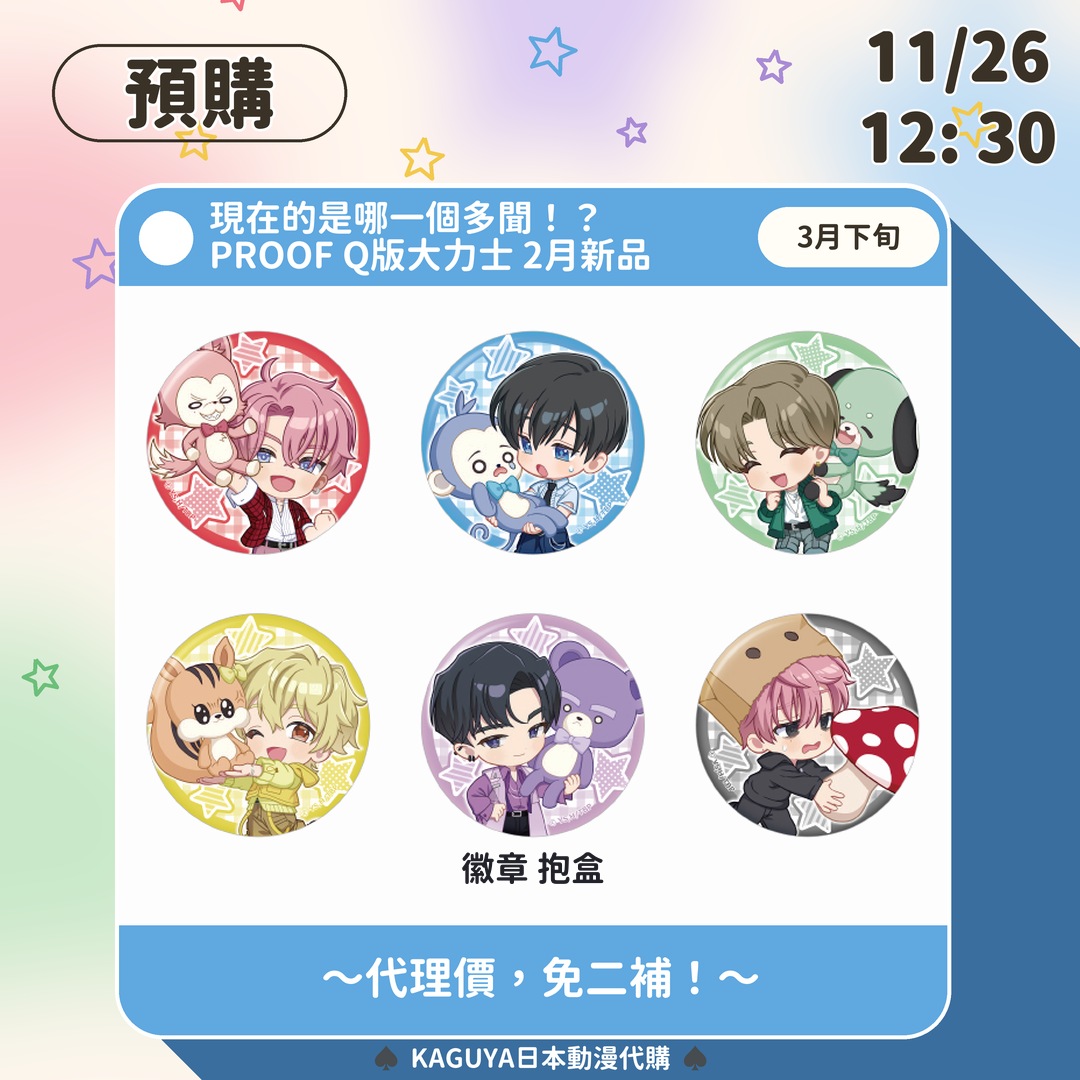 預購
11/26
12:30
現在的是哪一個多聞！？
PROOF Q版大力士 2月新品
3月下旬
徽章 抱盒
～代理價，免二補！～
♠ KAGUYA日本動漫代購 ♠